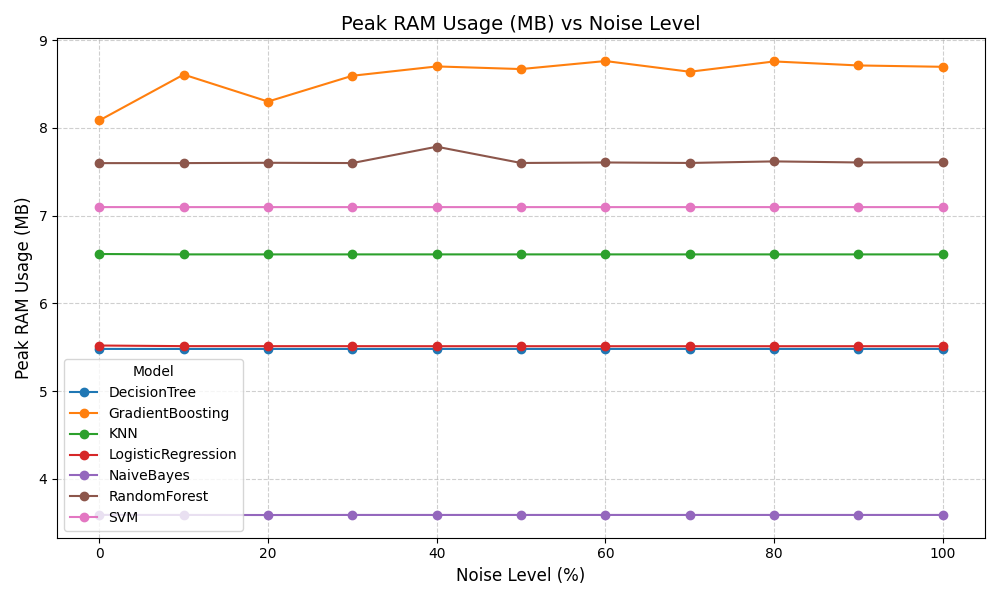 Peak RAM Usage (MB) vs Noise Level
Peak RAM Usage (MB)
9
8
7
6
5
4
Model
DecisionTree
GradientBoosting
KNN
LogisticRegression
NaiveBayes
RandomForest
SVM
0
20
40
60
80
100
Noise Level (%)